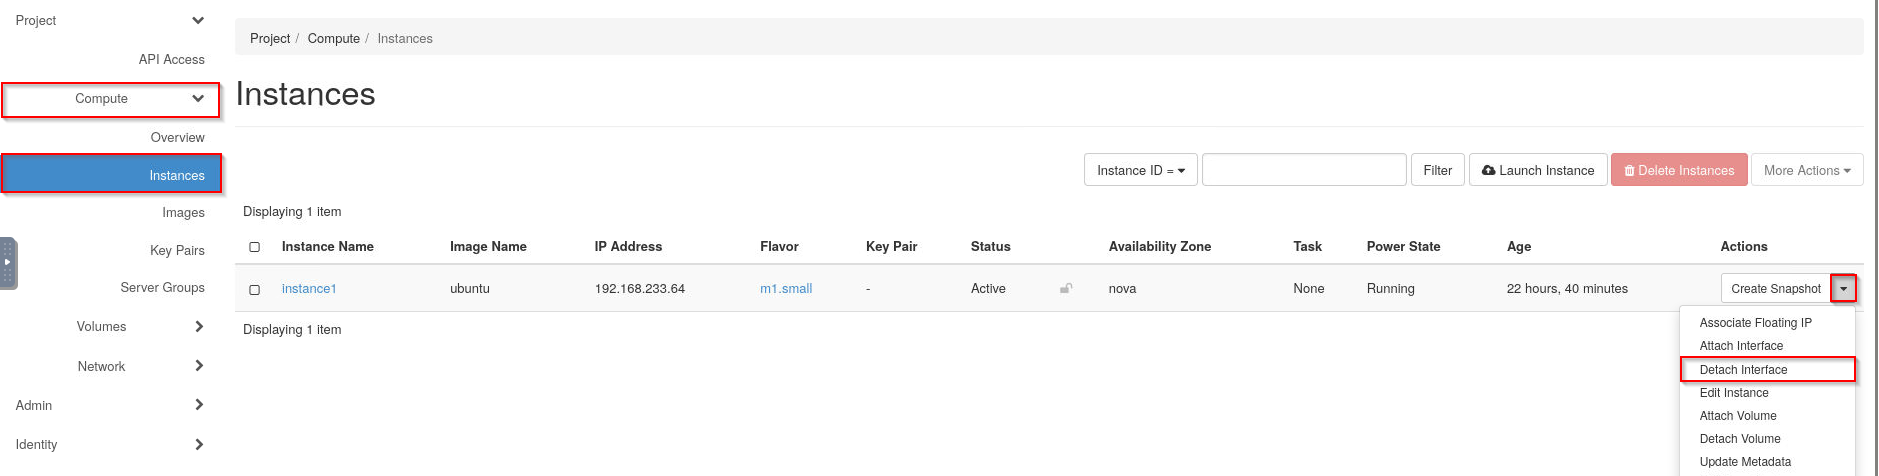 Project
API Access
Compute
Overview
Instances
Images
Key Pairs
Server Groups
Volumes
Network
Admin
Identity
Project / Compute / Instances
Instances
Instance ID = Filter Launch Instance Delete Instances More Actions
Displaying 1 item
Instance Name Image Name IP Address Flavor Key Pair Status Availability Zone Task Power State Age Actions
instance1 ubuntu 192.168.233.64 m1.small - Active nova None Running 22 hours, 40 minutes Create Snapshot
Displaying 1 item
Associate Floating IP
Attach Interface
Detach Interface
Edit Instance
Attach Volume
Detach Volume
Update Metadata